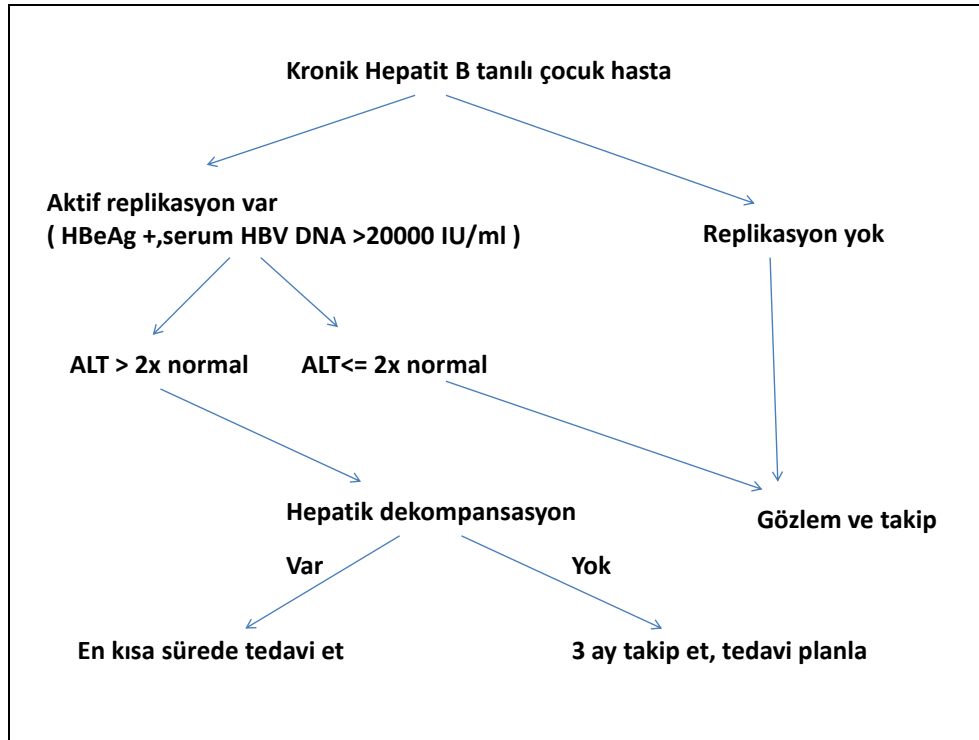 Kronik Hepatit B tanılı çocuk hasta
Aktif replikasyon var
( HBeAg +,serum HBV DNA >20000 IU/ml )
Replikasyon yok
ALT > 2x normal
ALT<= 2x normal
Hepatik dekompansasyon
Gözlem ve takip
Var
Yok
En kısa sürede tedavi et
3 ay takip et, tedavi planla